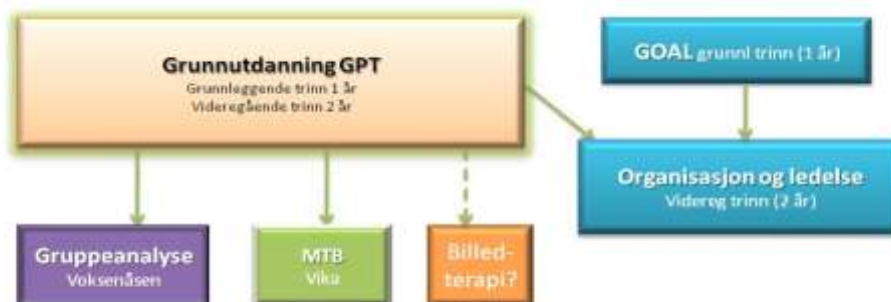 Grunnutdanning GPT
Grunnleggende trinn 1 år
Videregående trinn 2 år
GOAL grunnl trinn (1 år)
Organisasjon og ledelse
Videreg trinn (2 år)
Gruppeanalyse
Voksenåsen
MTB
Vika
Billed-
terapi?